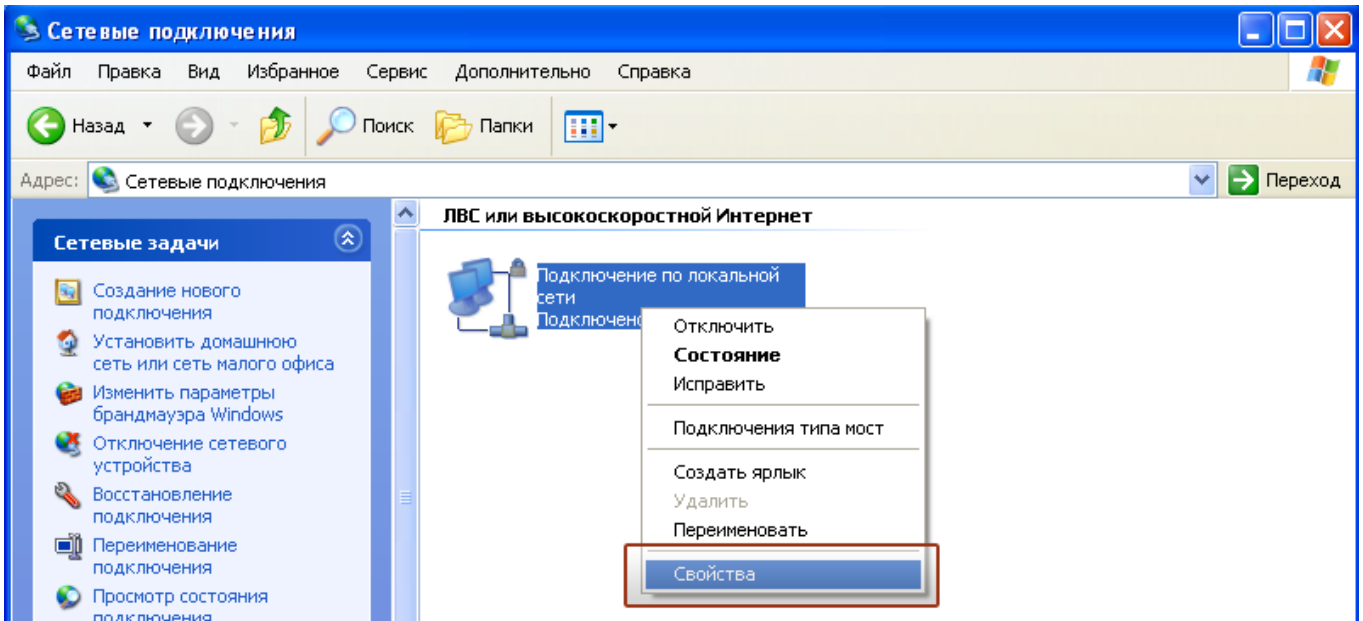 Сетевые подключения
Файл Правка Вид Избранное Сервис Дополнительно Справка
Назад Поиск Папки
Адрес: Сетевые подключения Переход
Сетевые задачи
Создание нового
подключения
Установить домашнюю
сеть или сеть малого офиса
Изменить параметры
брандмауэра Windows
Отключение сетевого
устройства
Восстановление
подключения
Переименование
подключения
Просмотр состояния
подключения
ЛВС или высокоскоростной Интернет
Подключение по локальной
сети
Подключено
Отключить
Состояние
Исправить
Подключения типа мост
Создать ярлык
Удалить
Переименовать
Свойства